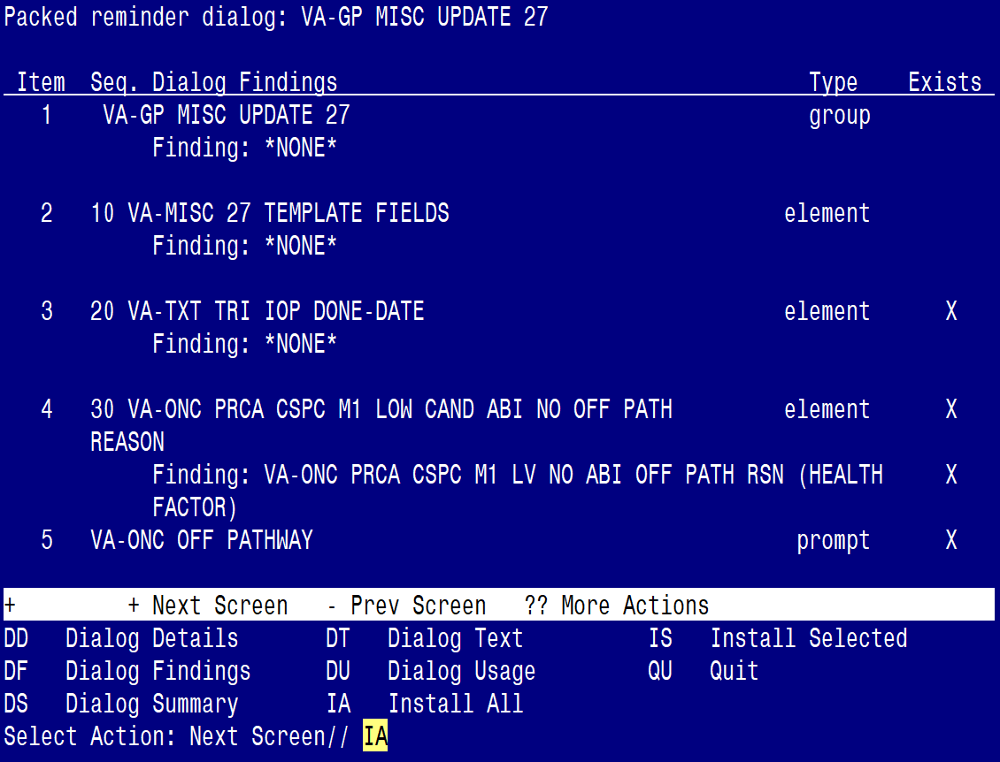 Packed reminder dialog: VA-GP MISC UPDATE 27
Item  Seq. Dialog Findings                                      Type    Exists
1    VA-GP MISC UPDATE 27                                     group
Finding: *NONE*
2   10 VA-MISC 27 TEMPLATE FIELDS                           element
Finding: *NONE*
3   20 VA-TXT TRI IOP DONE-DATE                             element      X
Finding: *NONE*
4   30 VA-ONC PRCA CSPC M1 LOW CAND ABI NO OFF PATH         element      X
REASON
Finding: VA-ONC PRCA CSPC M1 LV NO ABI OFF PATH RSN (HEALTH     X
FACTOR)
5   VA-ONC OFF PATHWAY                                       prompt      X
+         + Next Screen   - Prev Screen   ?? More Actions
DD   Dialog Details       DT   Dialog Text          IS   Install Selected
DF   Dialog Findings      DU   Dialog Usage         QU   Quit
DS   Dialog Summary       IA   Install All
Select Action: Next Screen// IA